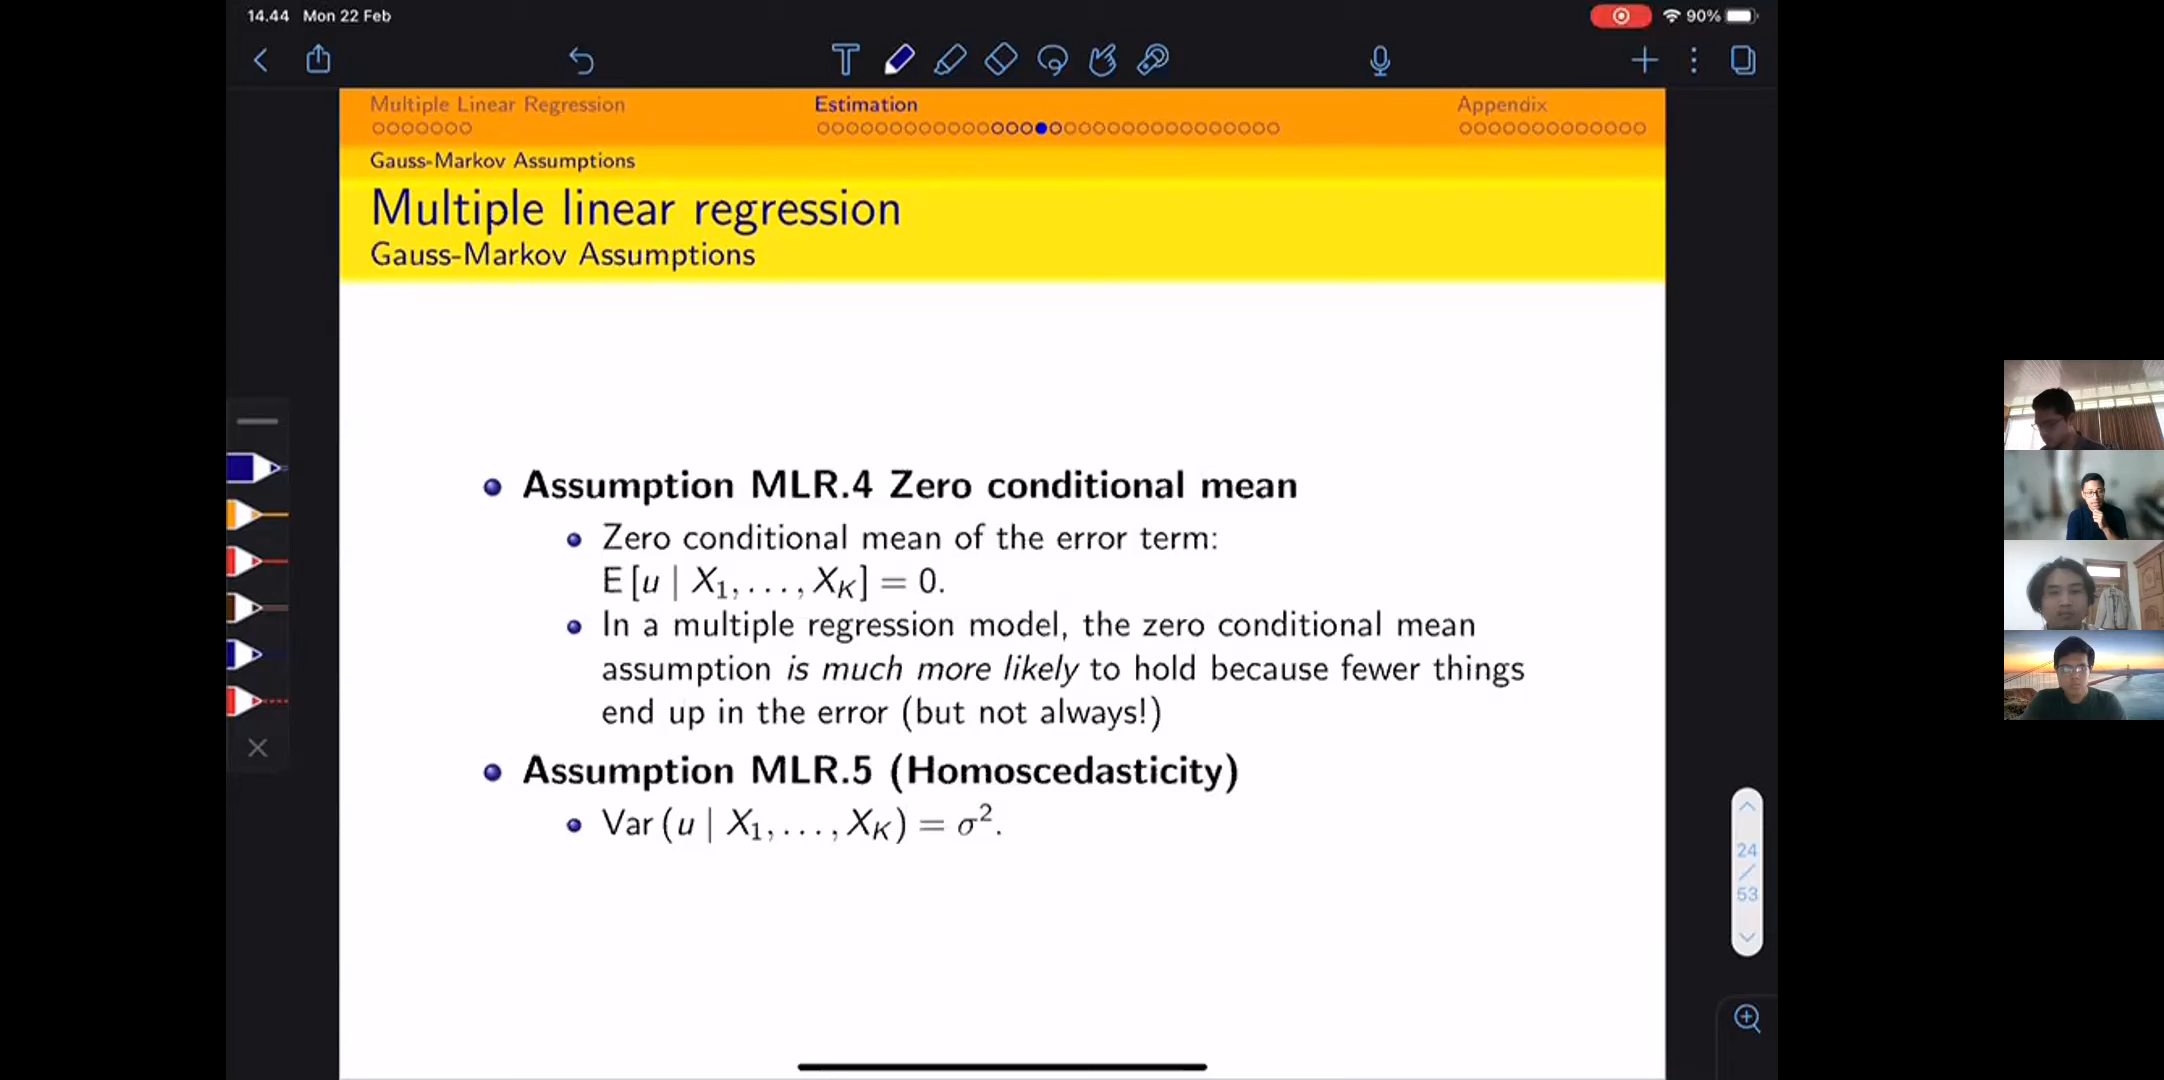 14.44 Mon 22 Feb
90%
Multiple Linear Regression
Estimation
Appendix
Gauss-Markov Assumptions
Multiple linear regression
Gauss-Markov Assumptions
Assumption MLR.4 Zero conditional mean
Zero conditional mean of the error term:
E [u | X₁, . . . , X_K] = 0.
In a multiple regression model, the zero conditional mean
assumption is much more likely to hold because fewer things
end up in the error (but not always!)
Assumption MLR.5 (Homoscedasticity)
Var (u | X₁, . . . , X_K) = σ².
24
/
53